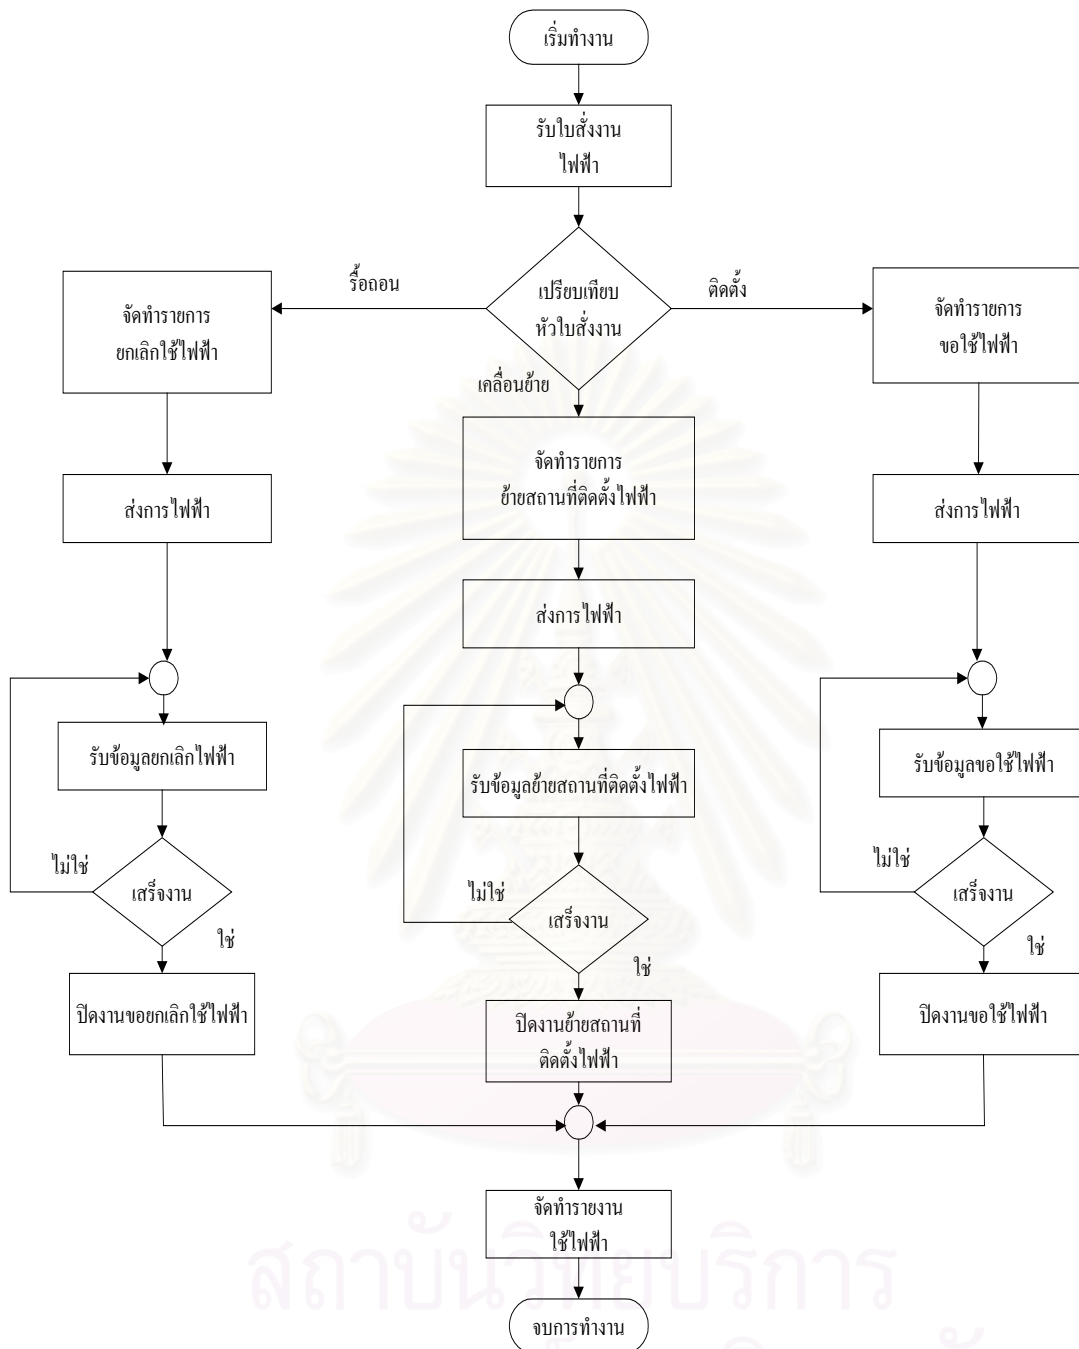 เริ่มทำงาน
รับใบสั่งงาน
ไฟฟ้า
เปรียบเทียบ
หัวใบสั่งงาน
รื้อถอน
ติดตั้ง
เคลื่อนย้าย
จัดทำรายการ
ยกเลิกใช้ไฟฟ้า
ส่งการไฟฟ้า
รับข้อมูลยกเลิกไฟฟ้า
ไม่ใช่
เสร็จงาน
ใช่
ปิดงานขอยกเลิกใช้ไฟฟ้า
จัดทำรายการ
ย้ายสถานที่ติดตั้งไฟฟ้า
ส่งการไฟฟ้า
รับข้อมูลย้ายสถานที่ติดตั้งไฟฟ้า
ไม่ใช่
เสร็จงาน
ใช่
ปิดงานย้ายสถานที่
ติดตั้งไฟฟ้า
จัดทำรายการ
ขอใช้ไฟฟ้า
ส่งการไฟฟ้า
รับข้อมูลขอใช้ไฟฟ้า
ไม่ใช่
เสร็จงาน
ใช่
ปิดงานขอใช้ไฟฟ้า
จัดทำรายงาน
ใช้ไฟฟ้า
จบการทำงาน
สถาบันวิทยบริการ